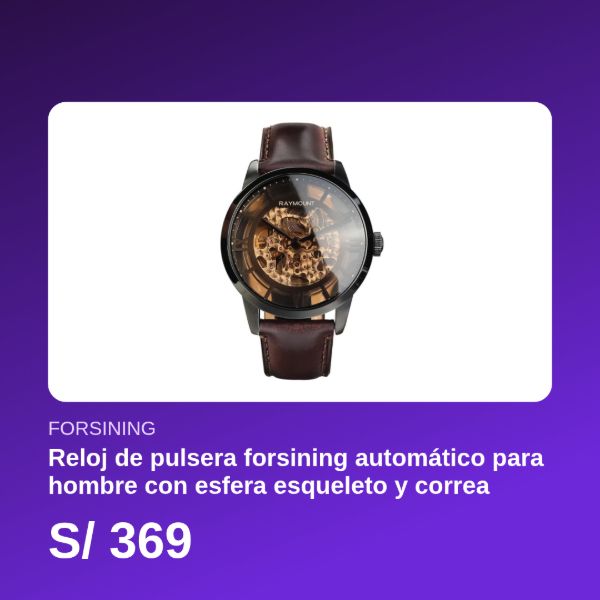 RAYMOUNT
FORSINING
Reloj de pulsera forsining automático para
hombre con esfera esqueleto y correa
S/ 369